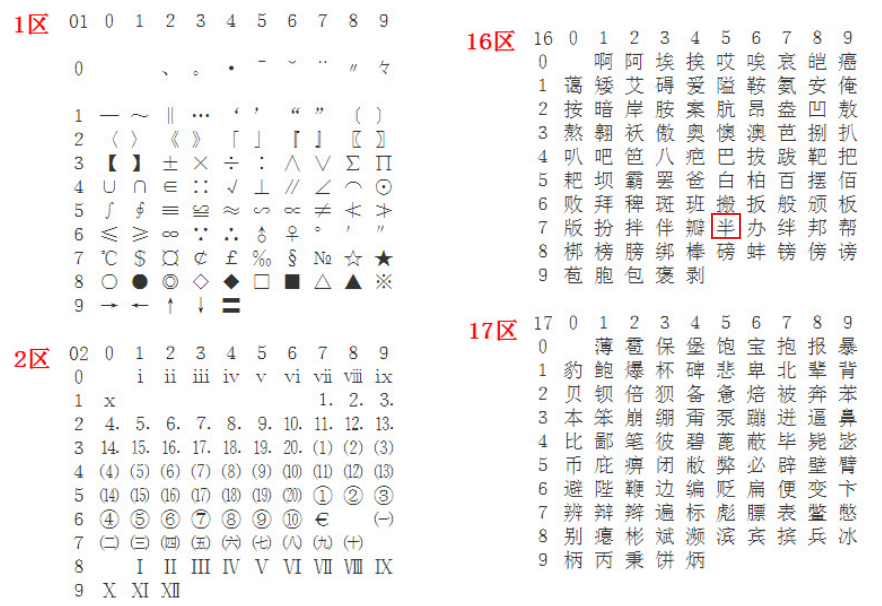 1区
01 0 1 2 3 4 5 6 7 8 9
0 、 。 · ˉ ˇ ¨ 〃 々
1 — ～ ‖ … ‘ ’ “ ” 〔 〕
2 〈 〉 《 》 「 」 『 』 〖 〗
3 【 】 ± × ÷ ∶ ∧ ∨ ∑ ∏
4 ∪ ∩ ∈ ∷ √ ⊥ ∥ ∠ ⌒ ⊙
5 ∫ ∮ ≡ ≌ ≈ ∽ ∝ ≠ ≮ ≯
6 ≤ ≥ ∞ ∵ ∴ ♂ ♀ ° ′ ″
7 ℃ $ ¤ ¢ £ ‰ § № ☆ ★
8 ○ ● ◎ ◇ ◆ □ ■ △ ▲ ※
9 → ← ↑ ↓ 〓
2区
02 0 1 2 3 4 5 6 7 8 9
0 ⅰ ⅱ ⅲ ⅳ ⅴ ⅵ ⅶ ⅷ ⅸ
1 ⅹ 1. 2. 3.
2 4. 5. 6. 7. 8. 9. 10. 11. 12. 13.
3 14. 15. 16. 17. 18. 19. 20. (1) (2) (3)
4 (4) (5) (6) (7) (8) (9) (10) (11) (12) (13)
5 (14) (15) (16) (17) (18) (19) (20) ① ② ③
6 ④ ⑤ ⑥ ⑦ ⑧ ⑨ ⑩ € (一)
7 (二) (三) (四) (五) (六) (七) (八) (九) (十)
8 Ⅰ Ⅱ Ⅲ Ⅳ Ⅴ Ⅵ Ⅶ Ⅷ Ⅸ
9 Ⅹ Ⅺ Ⅻ
16区
16 0 1 2 3 4 5 6 7 8 9
0 啊 阿 埃 挨 哎 唉 哀 皑 癌
1 蔼 矮 艾 碍 爱 隘 鞍 氨 安 俺
2 按 暗 岸 胺 案 肮 昂 盎 凹 敖
3 熬 翱 袄 傲 奥 懊 澳 芭 捌 扒
4 叭 吧 笆 八 疤 巴 拔 跋 靶 把
5 耙 坝 霸 罢 爸 白 柏 百 摆 佰
6 败 拜 稗 斑 班 搬 扳 般 颁 板
7 版 扮 拌 伴 瓣 半 办 绊 邦 帮
8 梆 榜 膀 绑 棒 磅 蚌 镑 傍 谤
9 苞 胞 包 褒 剥
17区
17 0 1 2 3 4 5 6 7 8 9
0 薄 雹 保 堡 饱 宝 抱 报 暴
1 豹 鲍 爆 杯 碑 悲 卑 北 辈 背
2 贝 钡 倍 狈 备 惫 焙 被 奔 苯
3 本 笨 崩 绷 甭 泵 蹦 迸 逼 鼻
4 比 鄙 笔 彼 碧 蓖 蔽 毕 毙 毖
5 币 庇 痹 闭 敝 弊 必 辟 壁 臂
6 避 陛 鞭 边 编 贬 扁 便 变 卞
7 辨 辩 辫 遍 标 彪 膘 表 鳖 憋
8 别 瘪 彬 斌 濒 滨 宾 摈 兵 冰
9 柄 丙 秉 饼 炳